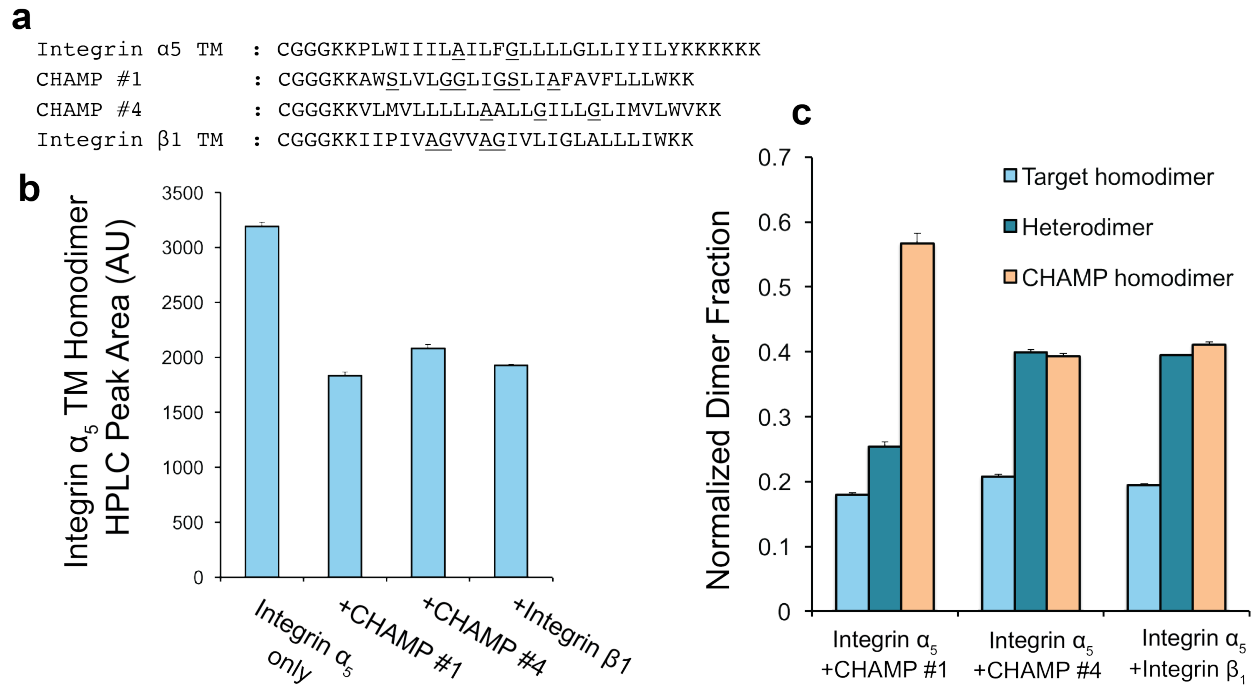 a
Integrin α5 TM : CGGGKKPLWIIILAILFGLLLLGLLIYILYKKKKKK
CHAMP #1 : CGGGKKAWSLVLGGLIGSLIAFAVFLLLWKK
CHAMP #4 : CGGGKKVLMVLLLLLAALLGILLGLIMVLWVKK
Integrin β1 TM : CGGGKKIIPIVAGVVAGIVLIGLALLLIWKK
b
Integrin α5 TM Homodimer
HPLC Peak Area (AU)
3500
3000
2500
2000
1500
1000
500
0
Integrin α5
only
+CHAMP #1
+CHAMP #4
+Integrin β1
c
Normalized Dimer Fraction
0.7
0.6
0.5
0.4
0.3
0.2
0.1
0
Target homodimer
Heterodimer
CHAMP homodimer
Integrin α5
+CHAMP #1
Integrin α5
+CHAMP #4
Integrin α5
+Integrin β1